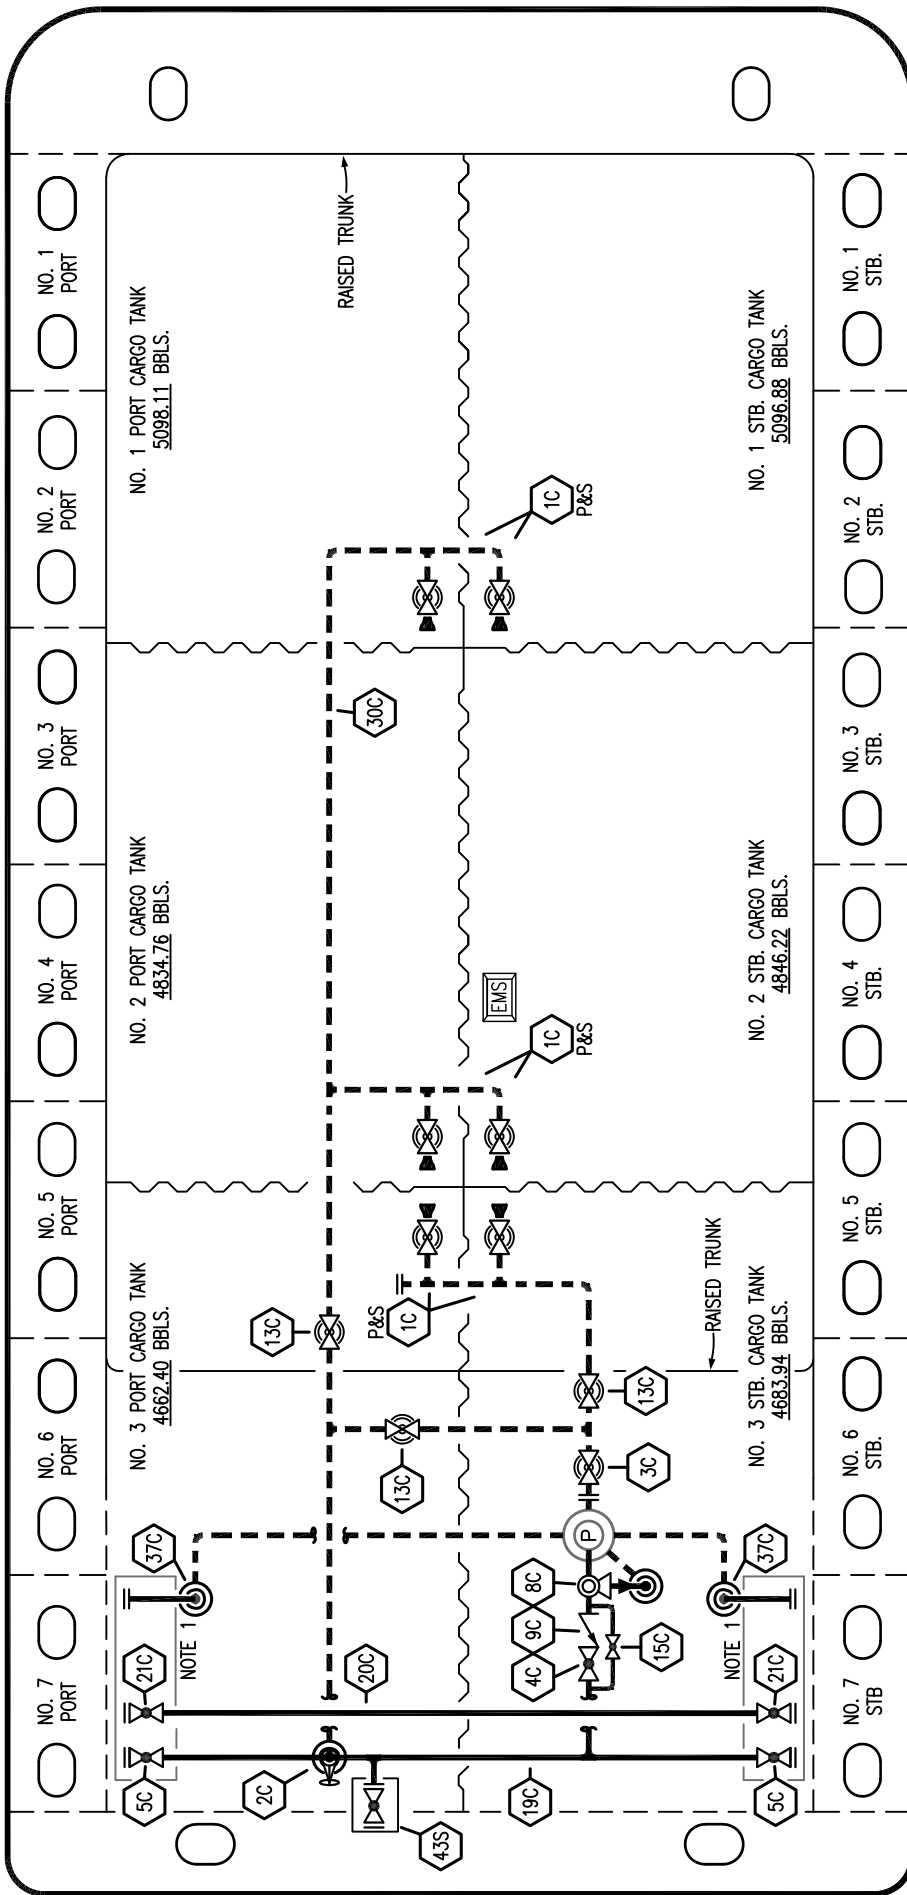 NO. 1
PORT
NO. 2
PORT
NO. 3
PORT
NO. 4
PORT
NO. 5
PORT
NO. 6
PORT
NO. 7
PORT
RAISED TRUNK
NO. 1 PORT CARGO TANK
5098.11 BBLS.
NO. 1 STB. CARGO TANK
5096.88 BBLS.
1C
P&S
30C
NO. 2 PORT CARGO TANK
4834.76 BBLS.
NO. 2 STB. CARGO TANK
4846.22 BBLS.
EMS
1C
P&S
NO. 3 PORT CARGO TANK
4662.40 BBLS.
NO. 3 STB. CARGO TANK
4683.94 BBLS.
RAISED TRUNK
13C
P&S
1C
13C
13C
3C
37C
P
37C
8C
9C
4C
15C
NOTE 1
NOTE 1
21C
20C
21C
5C
2C
43S
19C
5C
NO. 1
STB.
NO. 2
STB.
NO. 3
STB.
NO. 4
STB.
NO. 5
STB.
NO. 6
STB.
NO. 7
STB